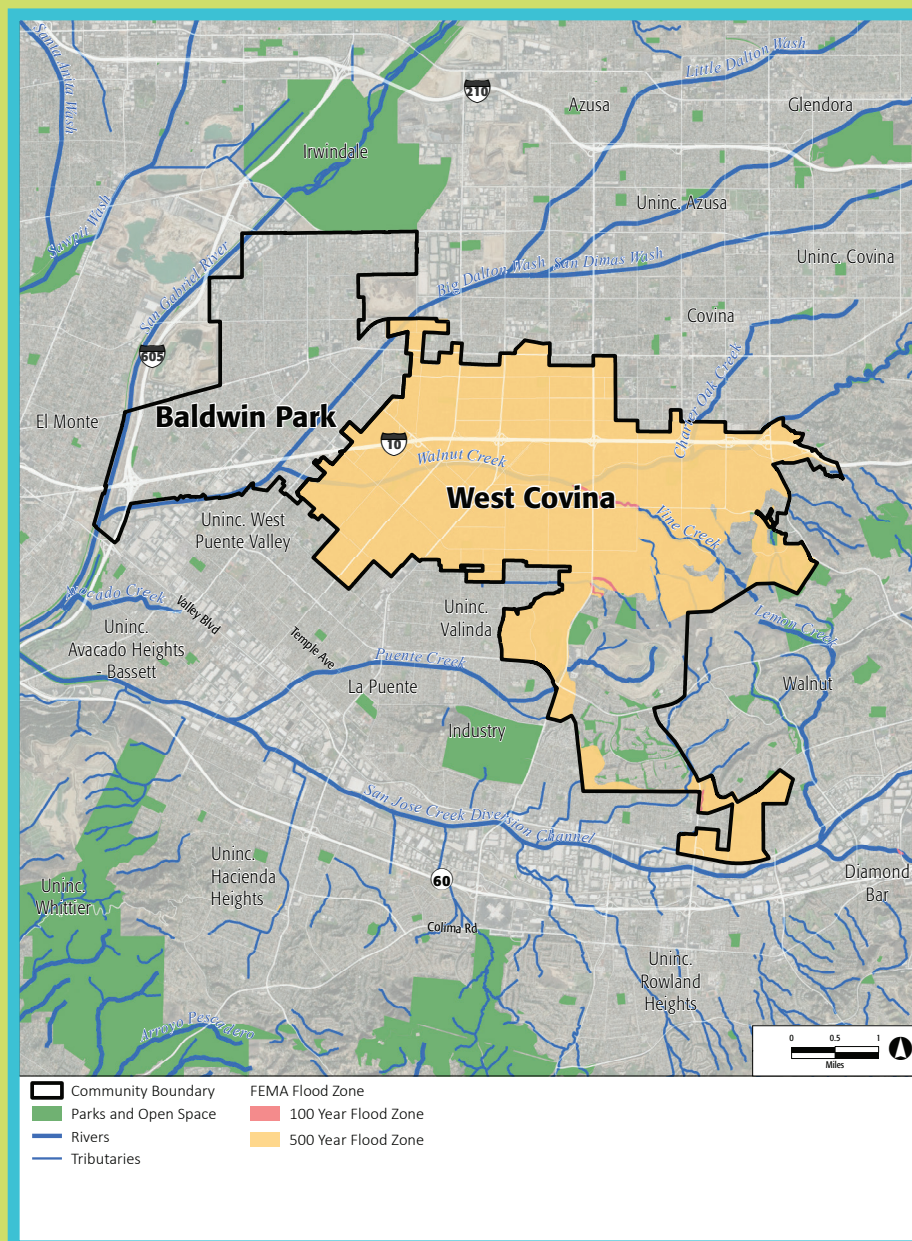 Santa Anita Wash
210
Little Dalton Wash
Azusa
Glendora
Irwindale
Sawpit Wash
Uninc. Azusa
San Gabriel River
Big Dalton Wash
San Dimas Wash
Uninc. Covina
Covina
605
Charter Oak Creek
El Monte
Baldwin Park
10
Walnut Creek
West Covina
Uninc. West
Puente Valley
Vine Creek
Avacado Creek
Valley Blvd
Uninc.
Valinda
Lemon Creek
Uninc.
Avacado Heights
- Bassett
Temple Ave
Puente Creek
La Puente
Walnut
Industry
San Jose Creek Diversion Channel
Uninc.
Hacienda
Heights
60
Diamond
Bar
Uninc.
Whittier
Colima Rd
Uninc.
Rowland
Heights
Arroyo Pescadero
0 0.5 1
Miles
Community Boundary
Parks and Open Space
Rivers
Tributaries
FEMA Flood Zone
100 Year Flood Zone
500 Year Flood Zone